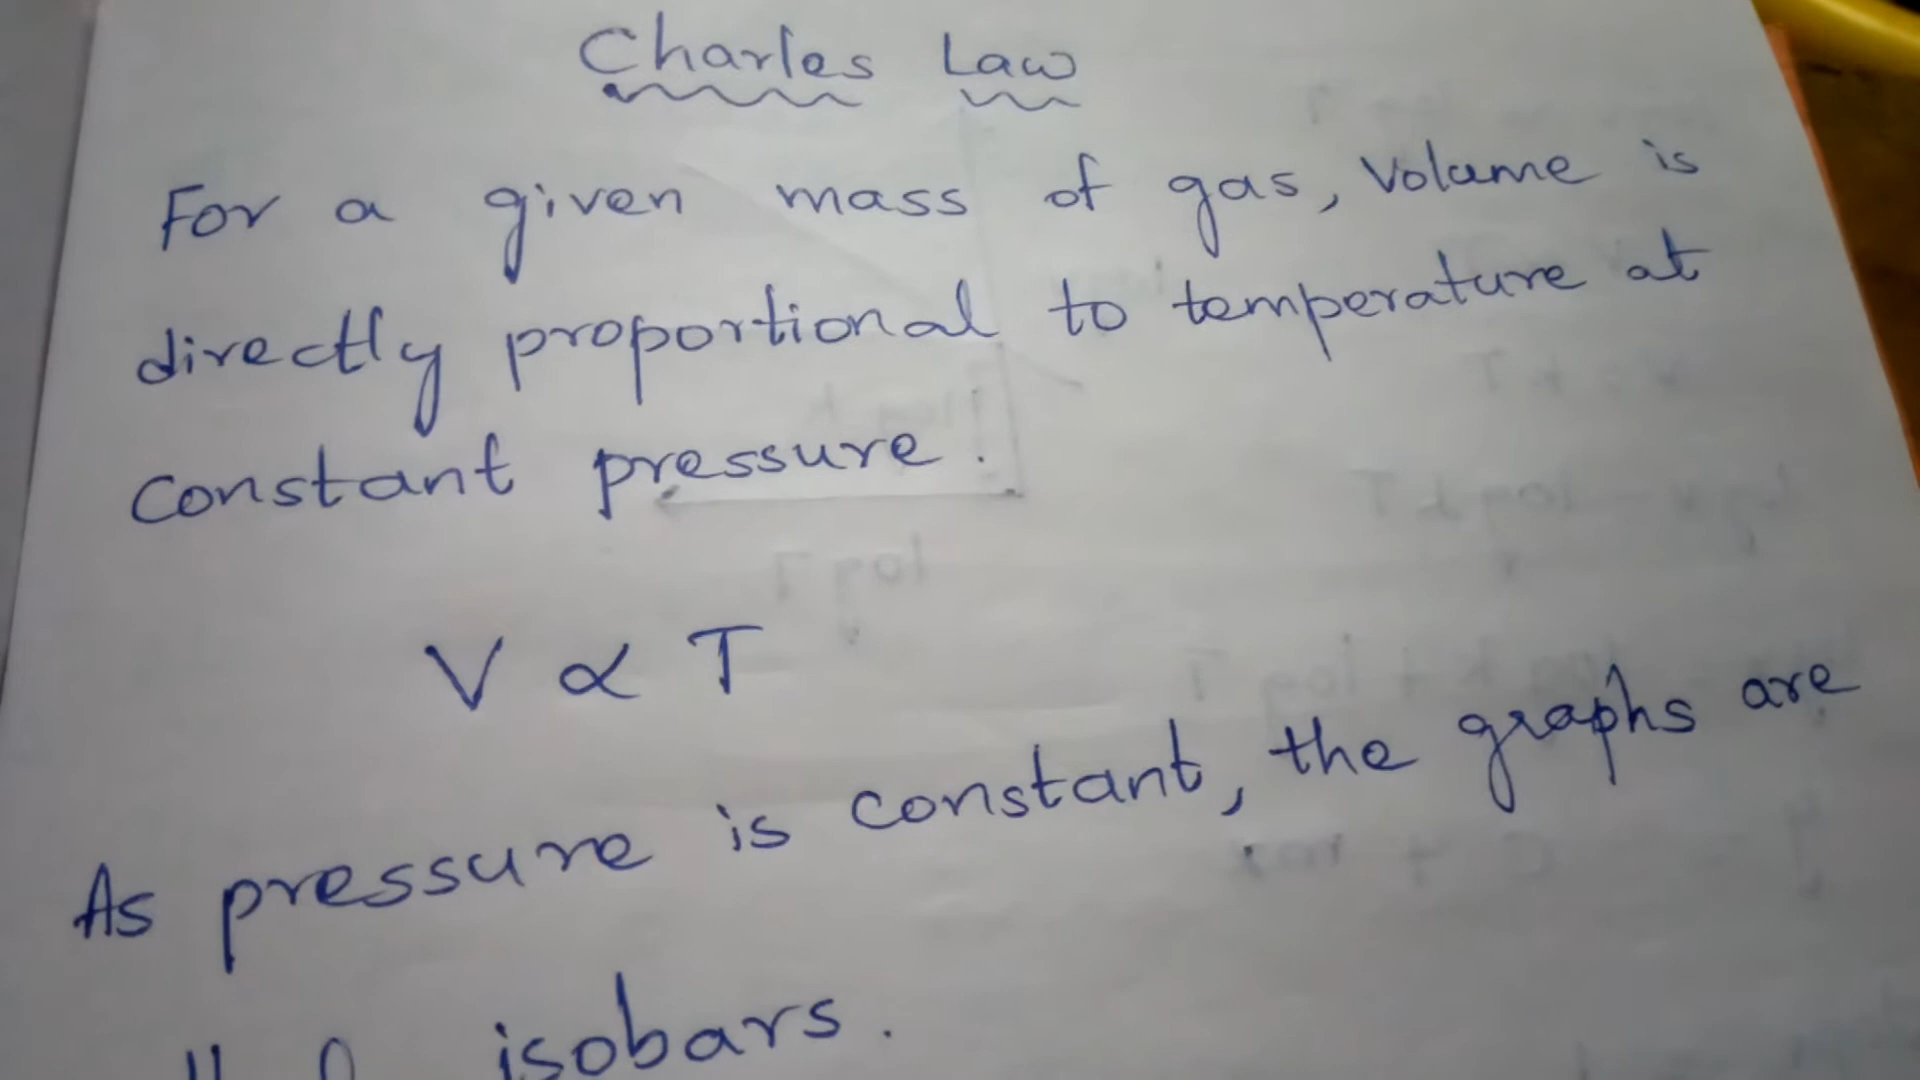 Charles Law
For a given mass of gas, Volume is
directly proportional to temperature at
Constant pressure.
V ∝ T
As pressure is constant, the graphs are
isobars.